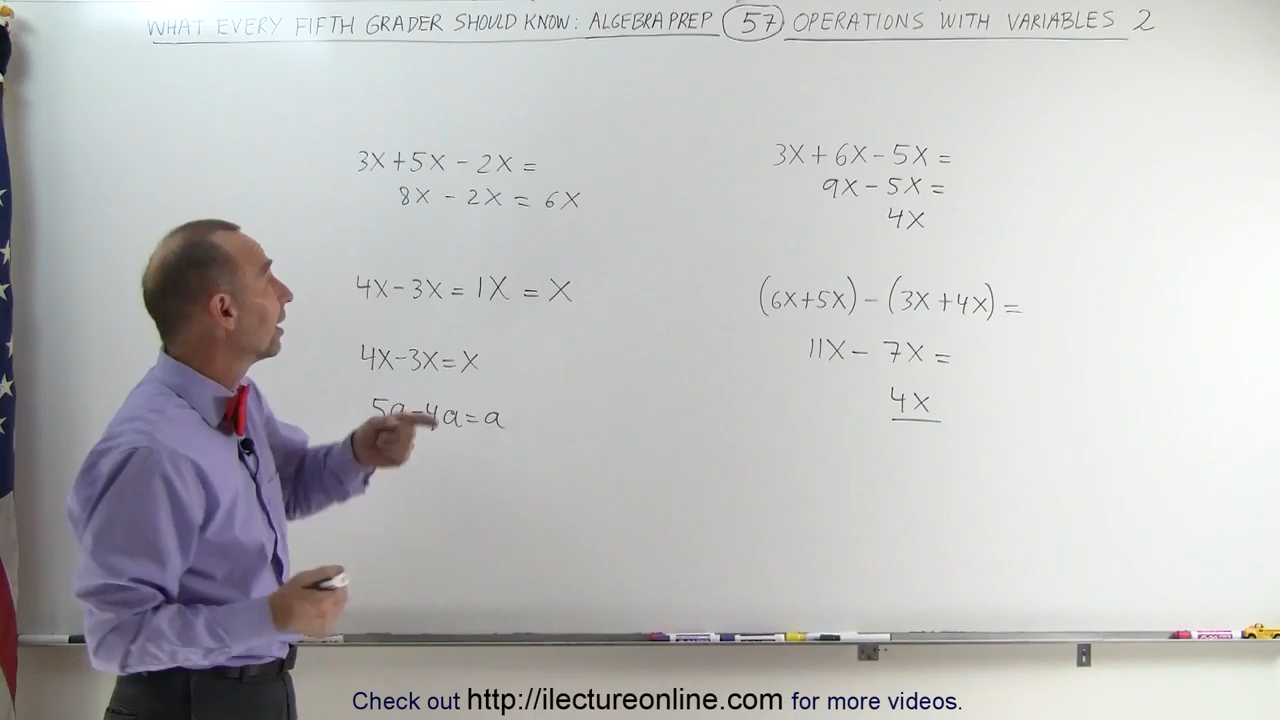 WHAT EVERY FIFTH GRADER SHOULD KNOW: ALGEBRA PREP 57 OPERATIONS WITH VARIABLES 2
3X+5X-2X=
8X-2X=6X
4X-3X=1X=X
4X-3X=X
5a-4a=a
3X+6X-5X=
9X-5X=
4X
(6X+5X)-(3X+4X)=
11X-7X=
4X
Check out http://ilectureonline.com for more videos.